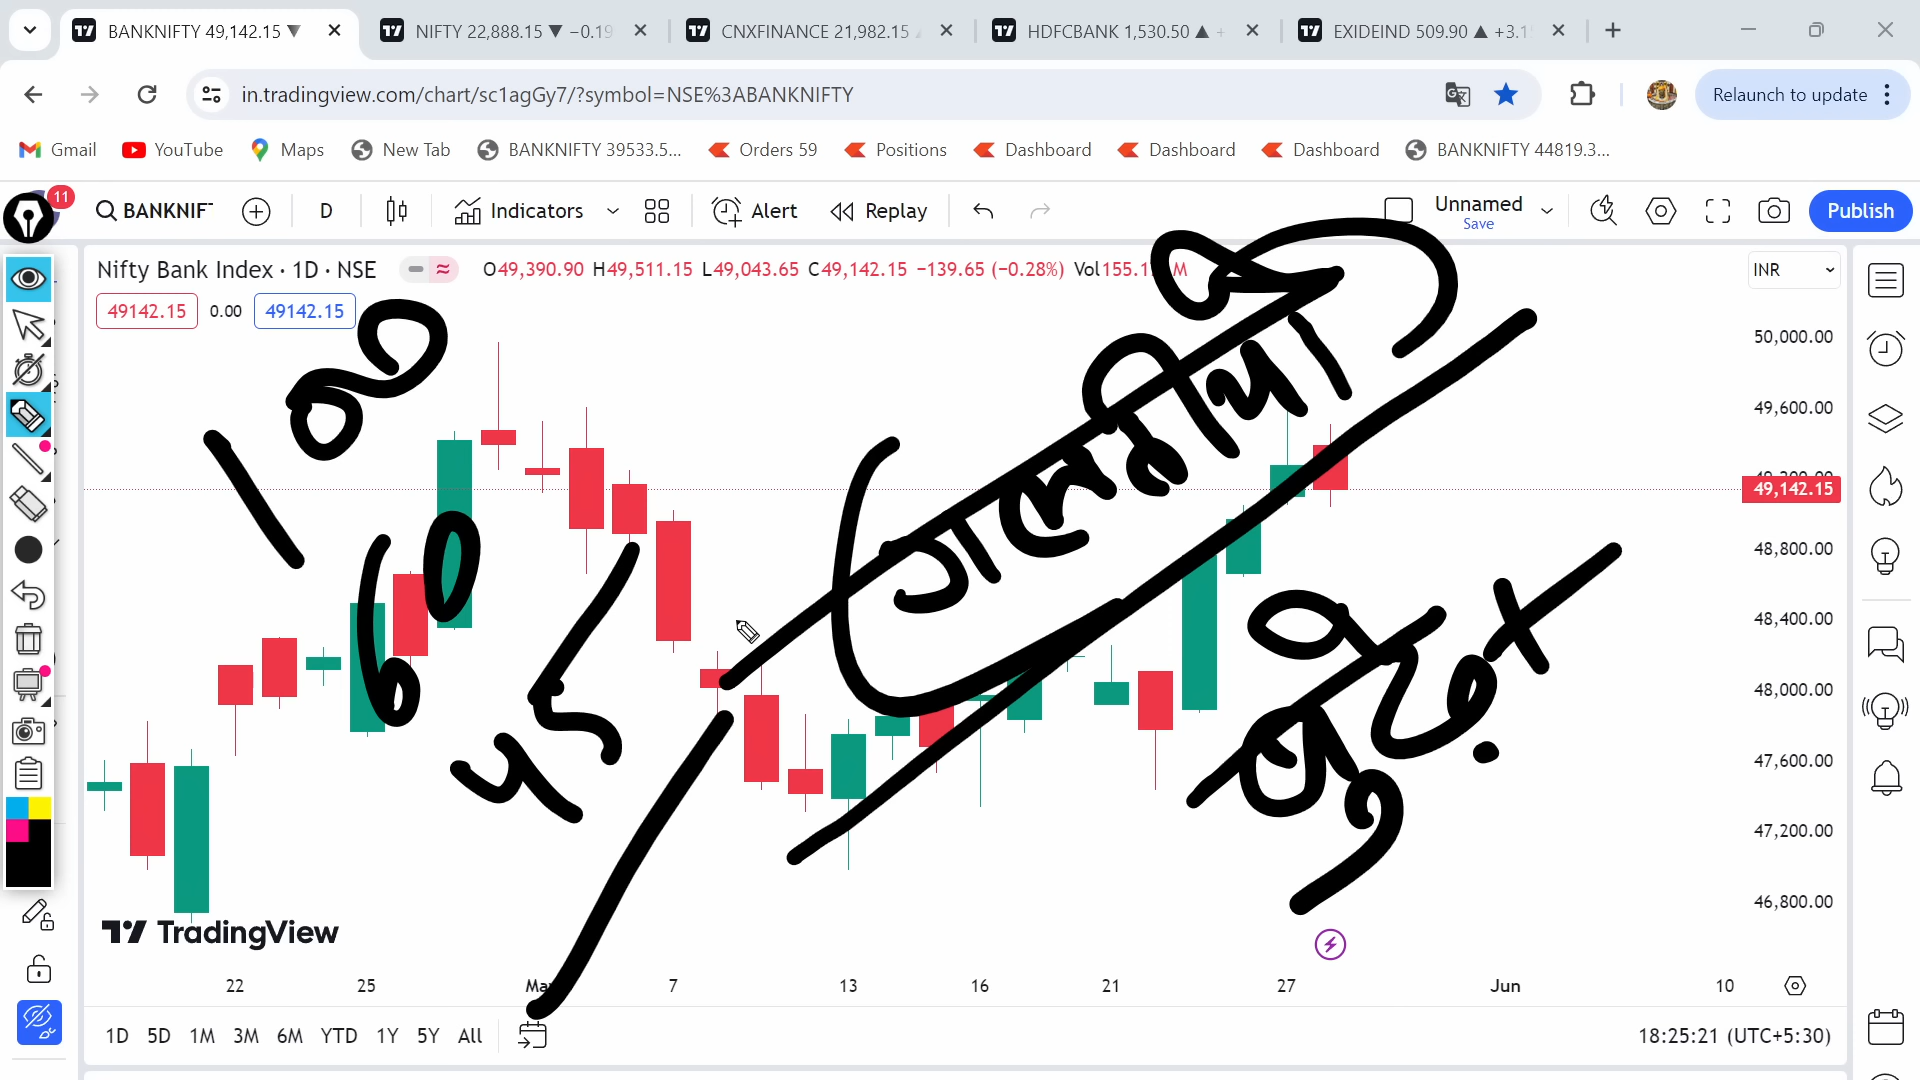 BANKNIFTY 49,142.15 ▼
NIFTY 22,888.15 ▼ −0.19
CNXFINANCE 21,982.15
HDFCBANK 1,530.50 ▲ +
EXIDEIND 509.90 ▲ +3.1
in.tradingview.com/chart/sc1agGy7/?symbol=NSE%3ABANKNIFTY
Relaunch to update
Gmail YouTube Maps New Tab BANKNIFTY 39533.5... Orders 59 Positions Dashboard Dashboard Dashboard BANKNIFTY 44819.3...
11
BANKNIF D Indicators Alert Replay Unnamed Save Publish
Nifty Bank Index · 1D · NSE O49,390.90 H49,511.15 L49,043.65 C49,142.15 −139.65 (−0.28%) INR
49142.15 0.00 49142.15
100
60
45
गलतीया
50,000.00
49,600.00
49,142.15
48,800.00
48,400.00
48,000.00
47,600.00
47,200.00
46,800.00
TradingView
22 25 7 13 16 21 27 Jun 10
1D 5D 1M 3M 6M YTD 1Y 5Y All 18:25:21 (UTC+5:30)